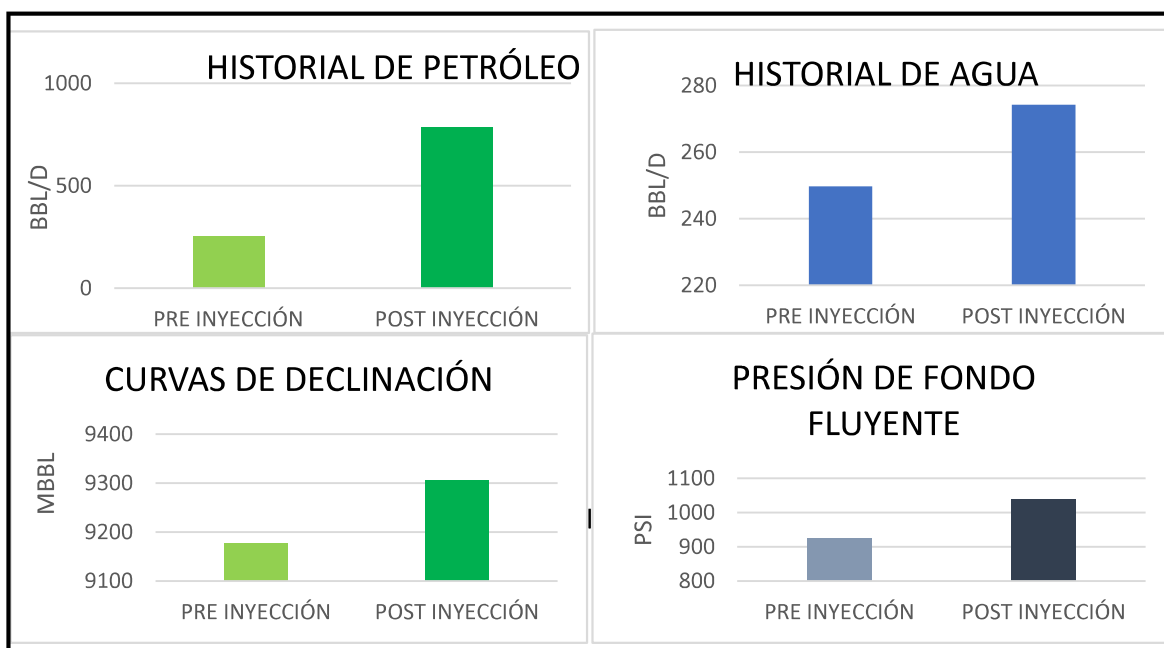 HISTORIAL DE PETRÓLEO
1000
500
0
BBL/D
PRE INYECCIÓN
POST INYECCIÓN
HISTORIAL DE AGUA
280
260
240
220
BBL/D
PRE INYECCIÓN
POST INYECCIÓN
CURVAS DE DECLINACIÓN
9400
9300
9200
9100
MBBL
PRE INYECCIÓN
POST INYECCIÓN
PRESIÓN DE FONDO
FLUYENTE
1100
1000
900
800
PSI
PRE INYECCIÓN
POST INYECCIÓN